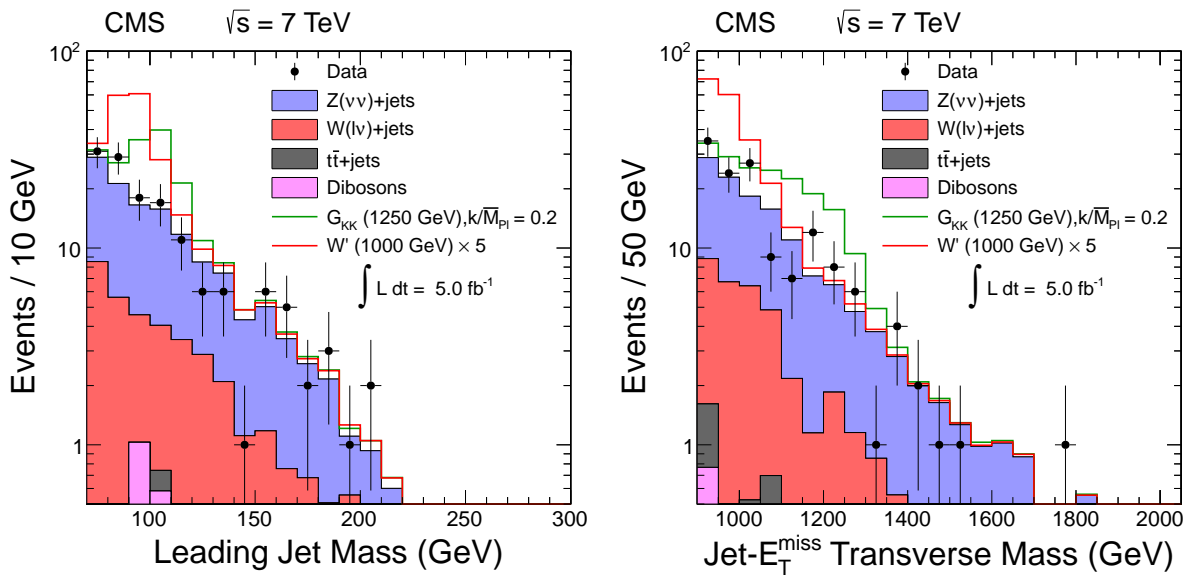 CMS √s = 7 TeV
Events / 10 GeV
10²
10
1
Data
Z(νν)+jets
W(lν)+jets
tt̄+jets
Dibosons
G_KK (1250 GeV),k/M̅_Pl = 0.2
W' (1000 GeV) × 5
∫ L dt = 5.0 fb⁻¹
100 150 200 250 300
Leading Jet Mass (GeV)
CMS √s = 7 TeV
Events / 50 GeV
10²
10
1
Data
Z(νν)+jets
W(lν)+jets
tt̄+jets
Dibosons
G_KK (1250 GeV),k/M̅_Pl = 0.2
W' (1000 GeV) × 5
∫ L dt = 5.0 fb⁻¹
1000 1200 1400 1600 1800 2000
Jet-E_T^miss Transverse Mass (GeV)